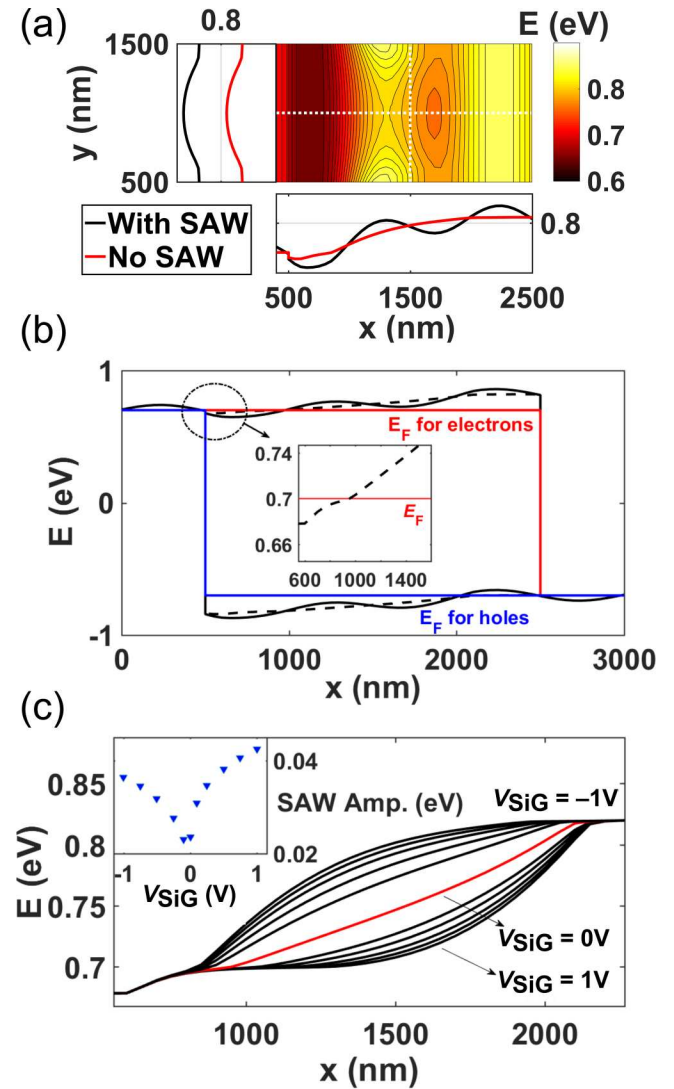 (a)
0.8
E (eV)
1500
y (nm)
500
0.9
0.8
0.7
0.6
With SAW
No SAW
0.8
500
1500
2500
x (nm)
(b)
1
E (eV)
0
-1
E_F for electrons
0.74
0.7
0.66
E_F
600
1000
1400
E_F for holes
0
1000
2000
3000
x (nm)
(c)
0.04
SAW Amp. (eV)
0.02
-1
0
1
V_SiG (V)
0.85
0.8
0.75
0.7
E (eV)
V_SiG = –1V
V_SiG = 0V
V_SiG = 1V
1000
1500
2000
x (nm)